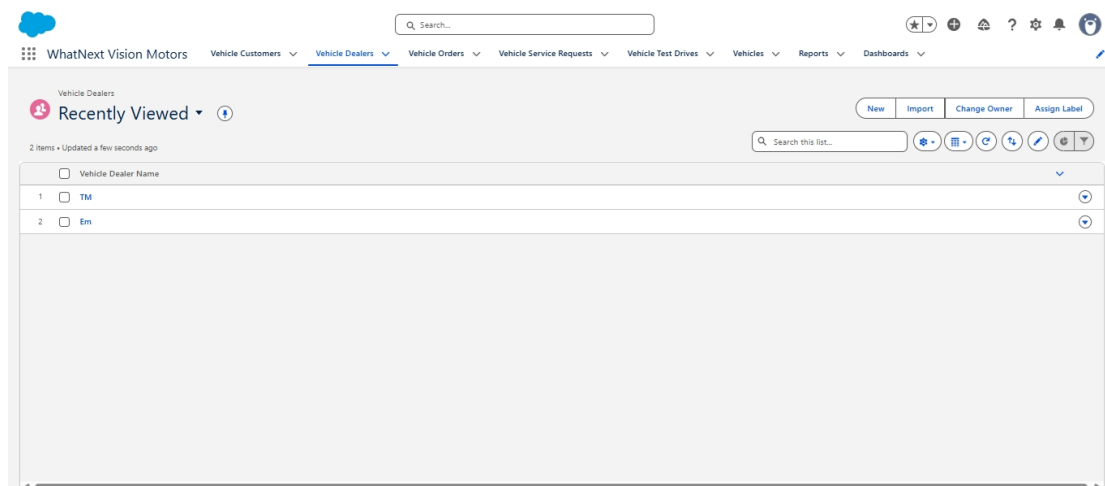 Search...
WhatNext Vision Motors Vehicle Customers Vehicle Dealers Vehicle Orders Vehicle Service Requests Vehicle Test Drives Vehicles Reports Dashboards
Vehicle Dealers
Recently Viewed
New Import Change Owner Assign Label
2 items • Updated a few seconds ago
Search this list...
Vehicle Dealer Name
1 TM
2 Em